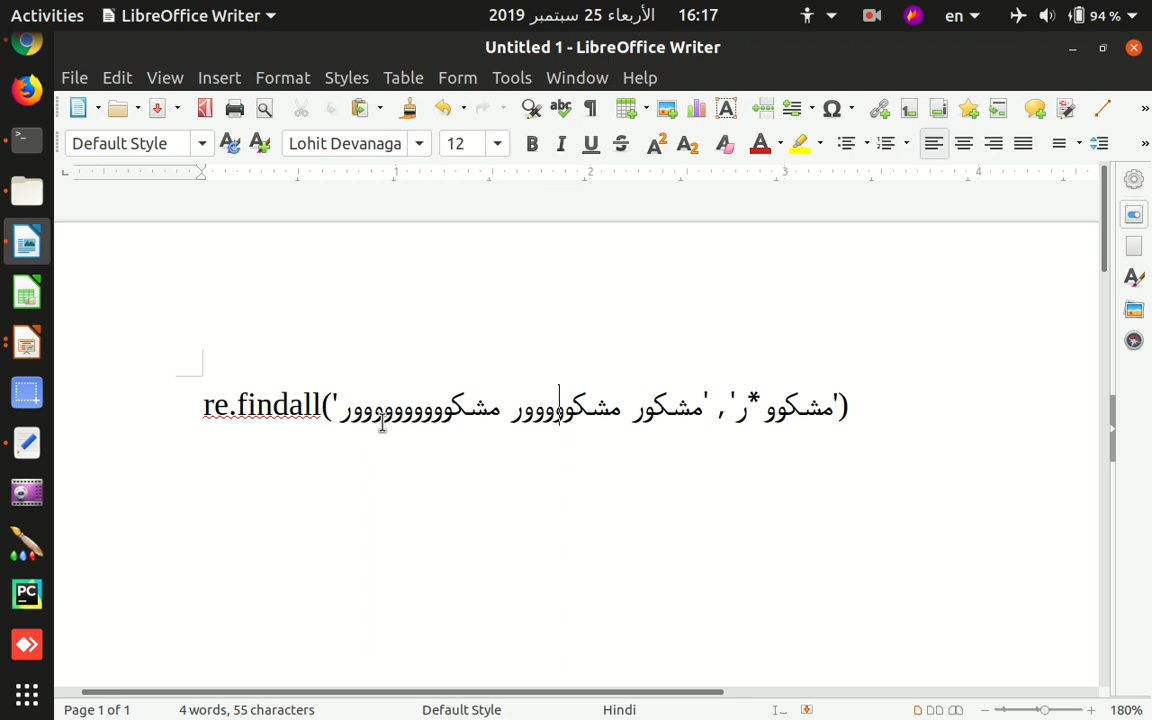 Activities
LibreOffice Writer
الأربعاء 25 سبتمبر 2019
16:17
en
94 %
Untitled 1 - LibreOffice Writer
File Edit View Insert Format Styles Table Form Tools Window Help
Default Style
Lohit Devanaga
12
re.findall('مشكوو*ر', 'مشكور مشكووووور مشكوووووووووور')
Page 1 of 1
4 words, 55 characters
Default Style
Hindi
180%